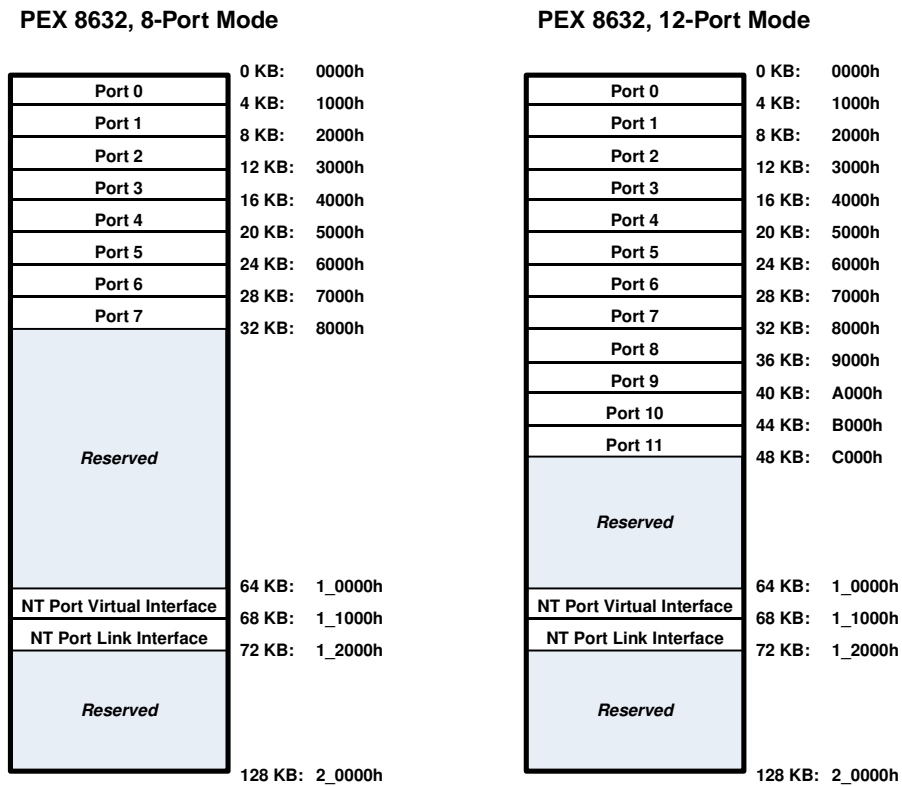 PEX 8632, 8-Port Mode
0 KB: 0000h
Port 0
4 KB: 1000h
Port 1
8 KB: 2000h
Port 2
12 KB: 3000h
Port 3
16 KB: 4000h
Port 4
20 KB: 5000h
Port 5
24 KB: 6000h
Port 6
28 KB: 7000h
Port 7
32 KB: 8000h
Reserved
64 KB: 1_0000h
NT Port Virtual Interface
68 KB: 1_1000h
NT Port Link Interface
72 KB: 1_2000h
Reserved
128 KB: 2_0000h
PEX 8632, 12-Port Mode
0 KB: 0000h
Port 0
4 KB: 1000h
Port 1
8 KB: 2000h
Port 2
12 KB: 3000h
Port 3
16 KB: 4000h
Port 4
20 KB: 5000h
Port 5
24 KB: 6000h
Port 6
28 KB: 7000h
Port 7
32 KB: 8000h
Port 8
36 KB: 9000h
Port 9
40 KB: A000h
Port 10
44 KB: B000h
Port 11
48 KB: C000h
Reserved
64 KB: 1_0000h
NT Port Virtual Interface
68 KB: 1_1000h
NT Port Link Interface
72 KB: 1_2000h
Reserved
128 KB: 2_0000h